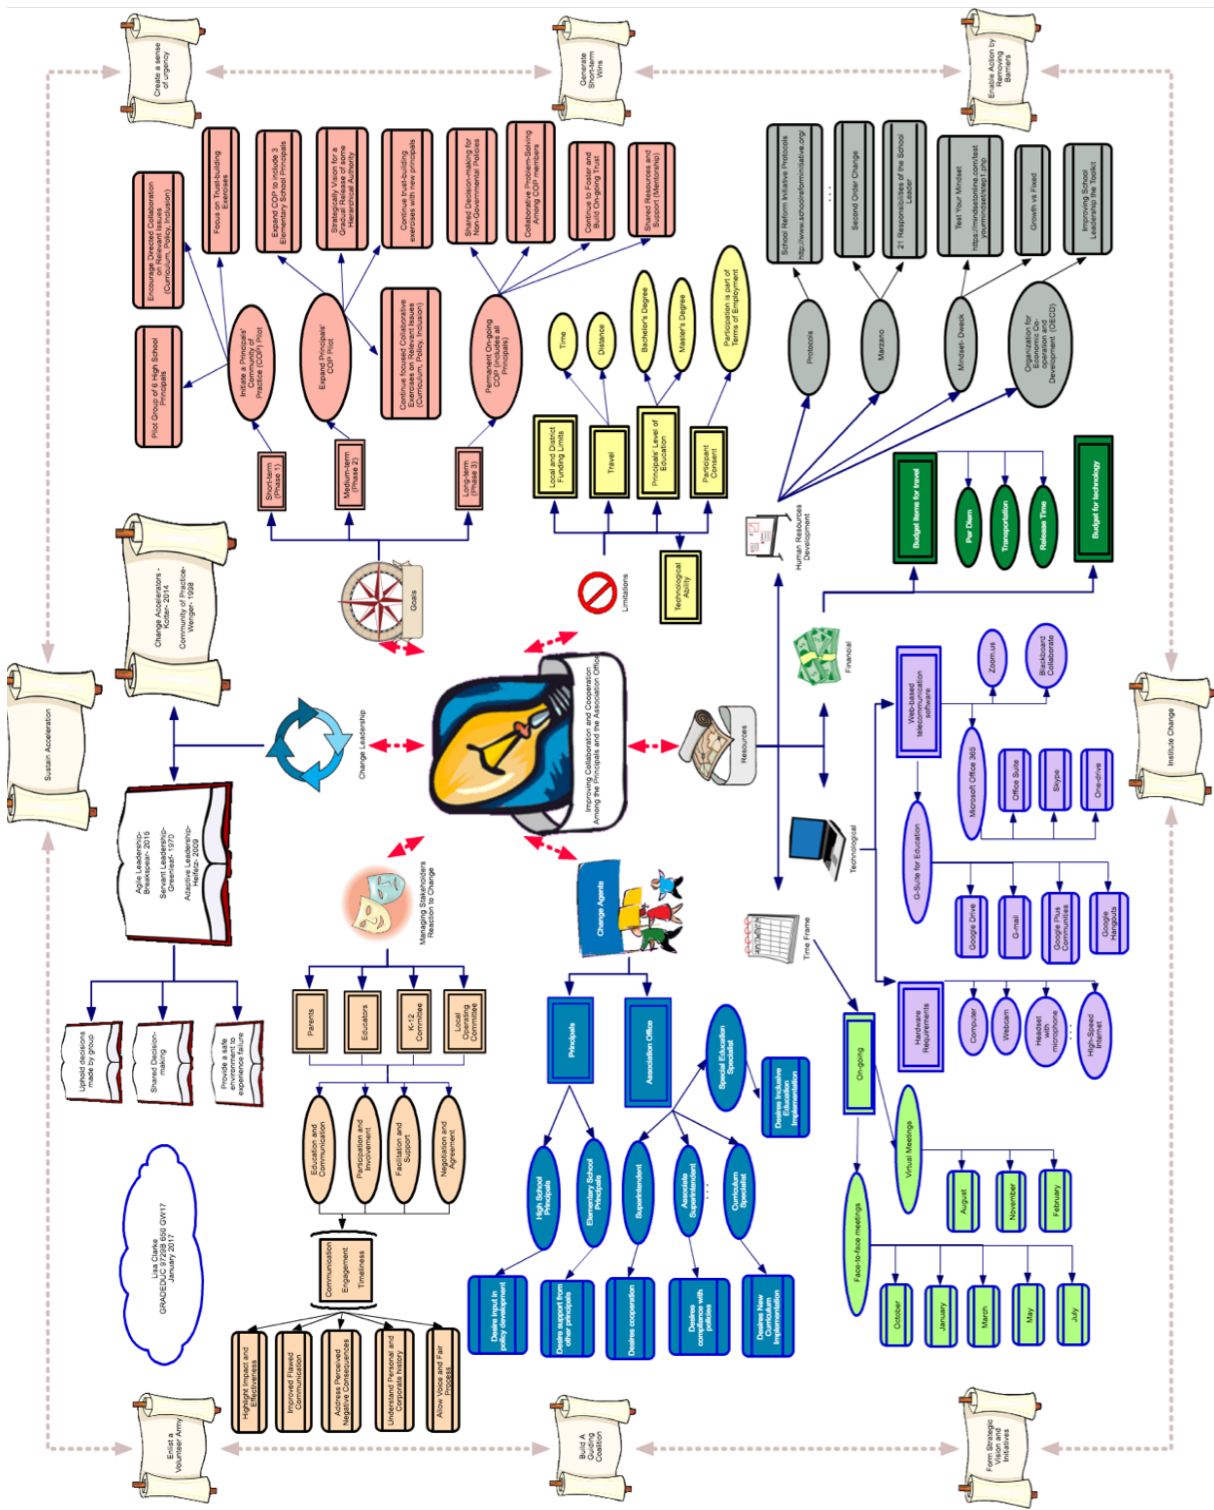 Sustain Acceleration
Create a sense
of urgency
Generate
Short-term
Wins
Enable Action by
Removing
Barriers
Institute Change
Form Strategic
Vision and
Initiatives
Build A
Guiding
Coalition
Enlist a
Volunteer Army
Lisa Clarke
GRADEDUC 9729B 650 GW17
January 2017
Improving Collaboration and Cooperation
Among the Principals and the Association Office
Change Leadership
Change Accelerators -
Kotter- 2014
Community of Practice-
Wenger- 1998
Agile Leadership-
Breakspear- 2015
Servant Leadership-
Greenleaf- 1970
Adaptive Leadership-
Heifetz- 2009
Uphold decisions
made by group
Shared Decision-
making
Provide a safe
environment to
experience failure
Goals
Short-term
(Phase 1)
Medium-term
(Phase 2)
Long-term
(Phase 3)
Initiate a Principals'
Community of
Practice (COP) Pilot
Pilot Group of 6 High School
Principals
Encourage Directed Collaboration
on Relevant Issues
(Curriculum, Policy, Inclusion)
Focus on Trust-building
Exercises
Expand Principals'
COP Pilot
Expand COP to include 3
Elementary School Principals
Strategically Vision for a
Gradual Release of some
Hierarchical Authority
Continue trust-building
exercises with new principals
Continue focused Collaborative
Exercises on Relevant Issues
(Curriculum, Policy, Inclusion)
Permanent On-going
COP (includes all
Principals)
Shared Decision-making for
Non-Governmental Policies
Collaborative Problem-Solving
Among COP members
Continue to Foster and
Build On-going Trust
Shared Resources and
Support (Mentorship)
Limitations
Local and District
Funding Limits
Travel
Principals' Level of
Education
Participant
Consent
Technological
Ability
Time
Distance
Bachelor's Degree
Master's Degree
Participation is part of
Terms of Employment
Resources
Human Resources
Development
Protocols
Marzano
Mindset- Dweck
Organization for
Economic Co-
operation and
Development (OECD)
School Reform Initiative Protocols
http://www.schoolreforminitiative.org/
Second Order Change
21 Responsibilities of the School
Leader
Test Your Mindset
https://mindsetonline.com/test
yourmindset/step1.php
Growth vs Fixed
Improving School
Leadership the Toolkit
Financial
Budget items for travel
Per Diem
Transportation
Release Time
Budget for technology
Technological
Web-based
telecommunication
software
Zoom.us
Blackboard
Collaborate
Microsoft Office 365
Office Suite
Skype
One-drive
G-Suite for Education
Google Drive
G-mail
Google Plus
Communities
Google
Hangouts
Hardware
Requirements
Computer
Webcam
Headset
with
microphone
High-Speed
Internet
Time Frame
On-going
Face-to-face meetings
October
January
March
May
July
Virtual Meetings
August
November
February
Change Agents
Principals
High School
Principals
Desire Input in
policy development
Elementary School
Principals
Desire support from
other principals
Association Office
Superintendent
Desires cooperation
Associate
Superintendent
Desires
compliance with
policies
Curriculum
Specialist
Desires New
Curriculum
Implementation
Special Education
Specialist
Desires Inclusive
Education
Implementation
Managing Stakeholders
Reaction to Change
Parents
Educators
K-12
Committee
Local
Operating
Committee
Education and
Communication
Participation and
Involvement
Facilitation and
Support
Negotiation and
Agreement
Communication
Engagement
Timeliness
Highlight Impact and
Effectiveness
Improved Flawed
Communication
Address Perceived
Negative Consequences
Understand Personal and
Corporate history
Allow Voice and Fair
Process